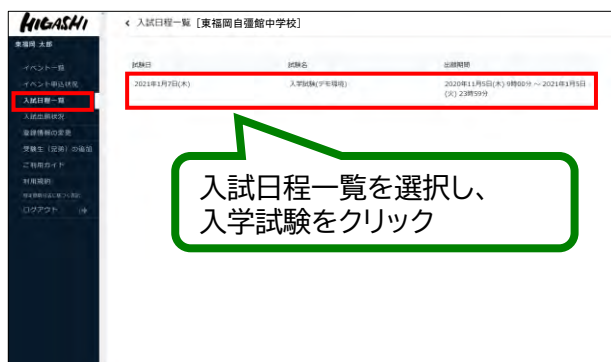 HIGASHI
東福岡 太郎
イベント一覧
イベント申込状況
入試日程一覧
入試出願状況
登録情報の変更
受験生（兄弟）の追加
ご利用ガイド
利用規約
ログアウト
< 入試日程一覧 [東福岡自彊館中学校]
試験日 試験名 出願期間
2021年1月7日(木) 入学試験(デモ環境) 2020年11月5日(木) 9時00分 ～ 2021年1月5日
(火) 23時59分
入試日程一覧を選択し、
入学試験をクリック